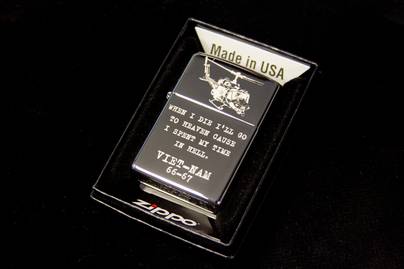 Made in USA
WHEN I DIE I'LL GO
TO HEAVEN CAUSE
I SPENT MY TIME
IN HELL.
VIET-NAM
66-67
zippo